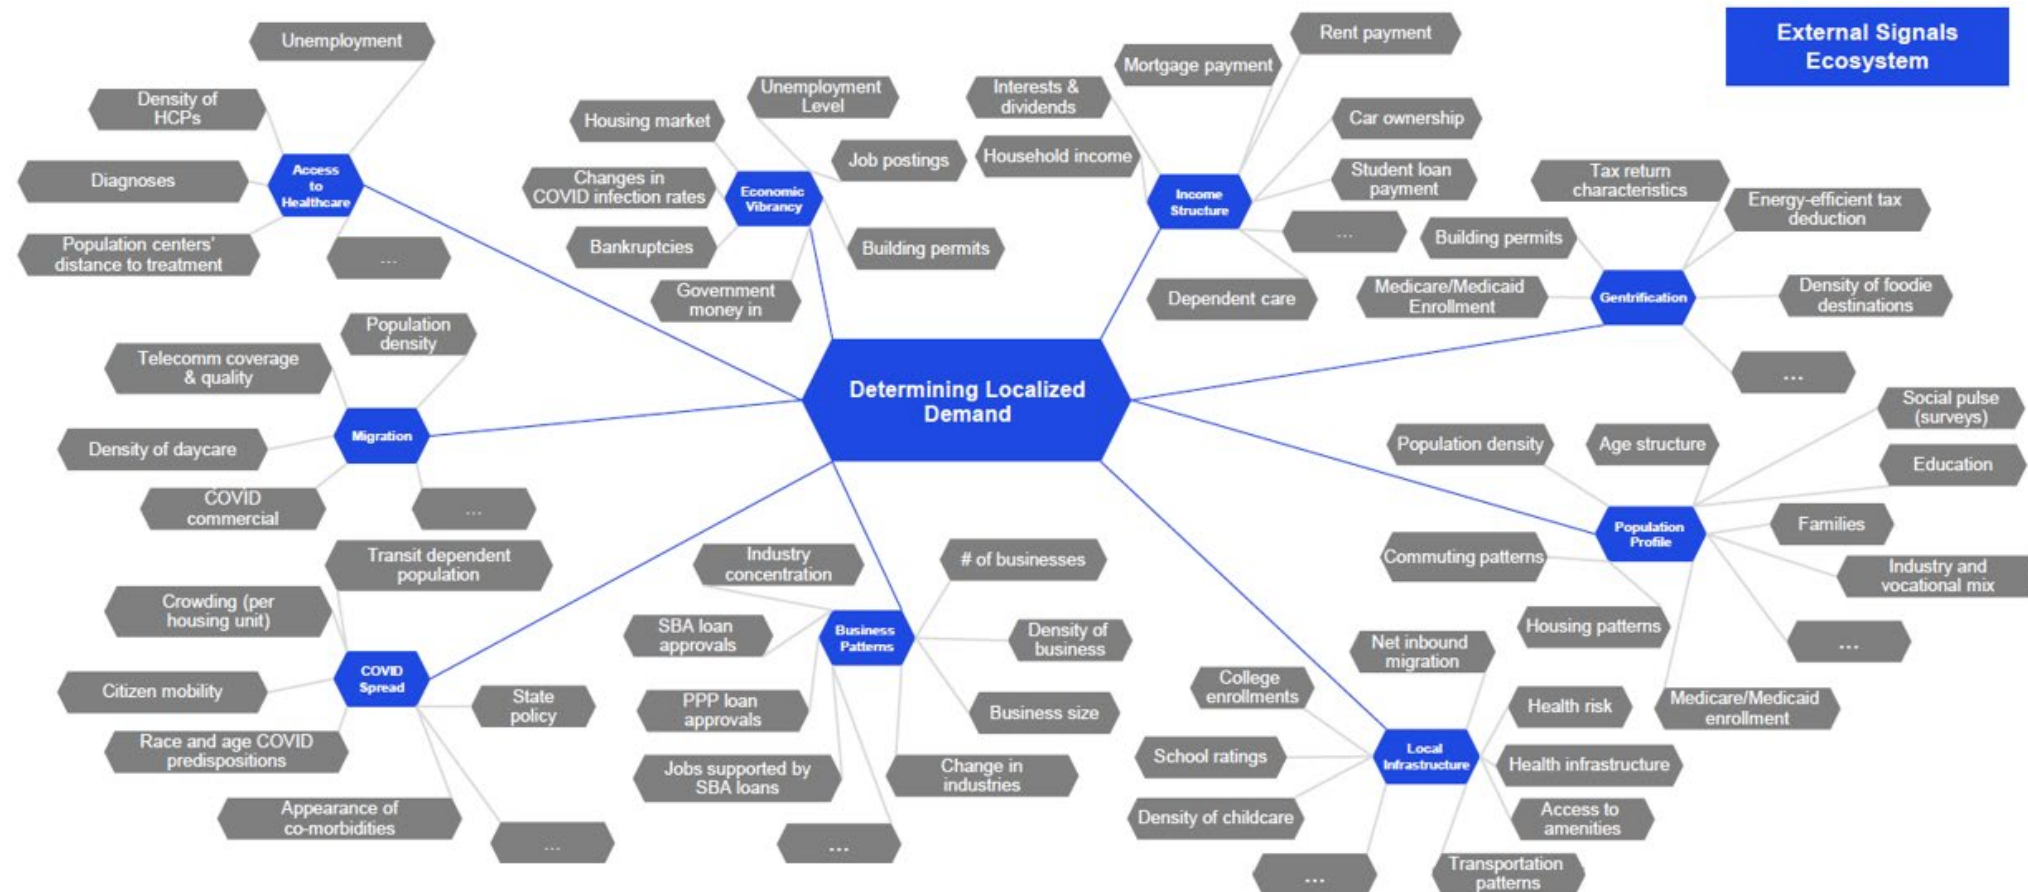 External Signals
Ecosystem
Determining Localized
Demand
Access
to
Healthcare
Unemployment
Density of
HCPs
Diagnoses
Population centers'
distance to treatment
...
Economic
Vibrancy
Unemployment
Level
Housing market
Job postings
Changes in
COVID infection rates
Bankruptcies
Building permits
Government
money in
Income
Structure
Rent payment
Mortgage payment
Interests &
dividends
Car ownership
Household income
Student loan
payment
...
Dependent care
Gentrification
Tax return
characteristics
Energy-efficient tax
deduction
Building permits
Medicare/Medicaid
Enrollment
Density of foodie
destinations
...
Migration
Population
density
Telecomm coverage
& quality
Density of daycare
COVID
commercial
...
Population
Profile
Social pulse
(surveys)
Population density
Age structure
Education
Families
Commuting patterns
Industry and
vocational mix
Housing patterns
...
Medicare/Medicaid
enrollment
COVID
Spread
Transit dependent
population
Crowding (per
housing unit)
Citizen mobility
State
policy
Race and age COVID
predispositions
Appearance of
co-morbidities
...
Business
Patterns
Industry
concentration
# of businesses
SBA loan
approvals
Density of
business
PPP loan
approvals
Business size
Jobs supported by
SBA loans
Change in
industries
...
Local
Infrastructure
Net inbound
migration
College
enrollments
Health risk
School ratings
Health infrastructure
Density of childcare
Access to
amenities
...
Transportation
patterns